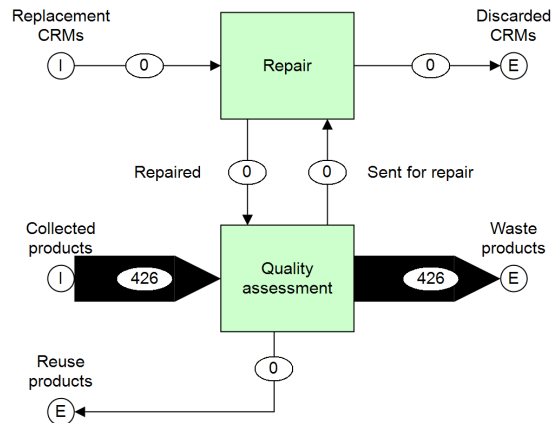 Replacement
CRMs
Discarded
CRMs
I
0
Repair
0
E
Repaired
0
0
Sent for repair
Collected
products
Waste
products
I
426
Quality
assessment
426
E
0
Reuse
products
E